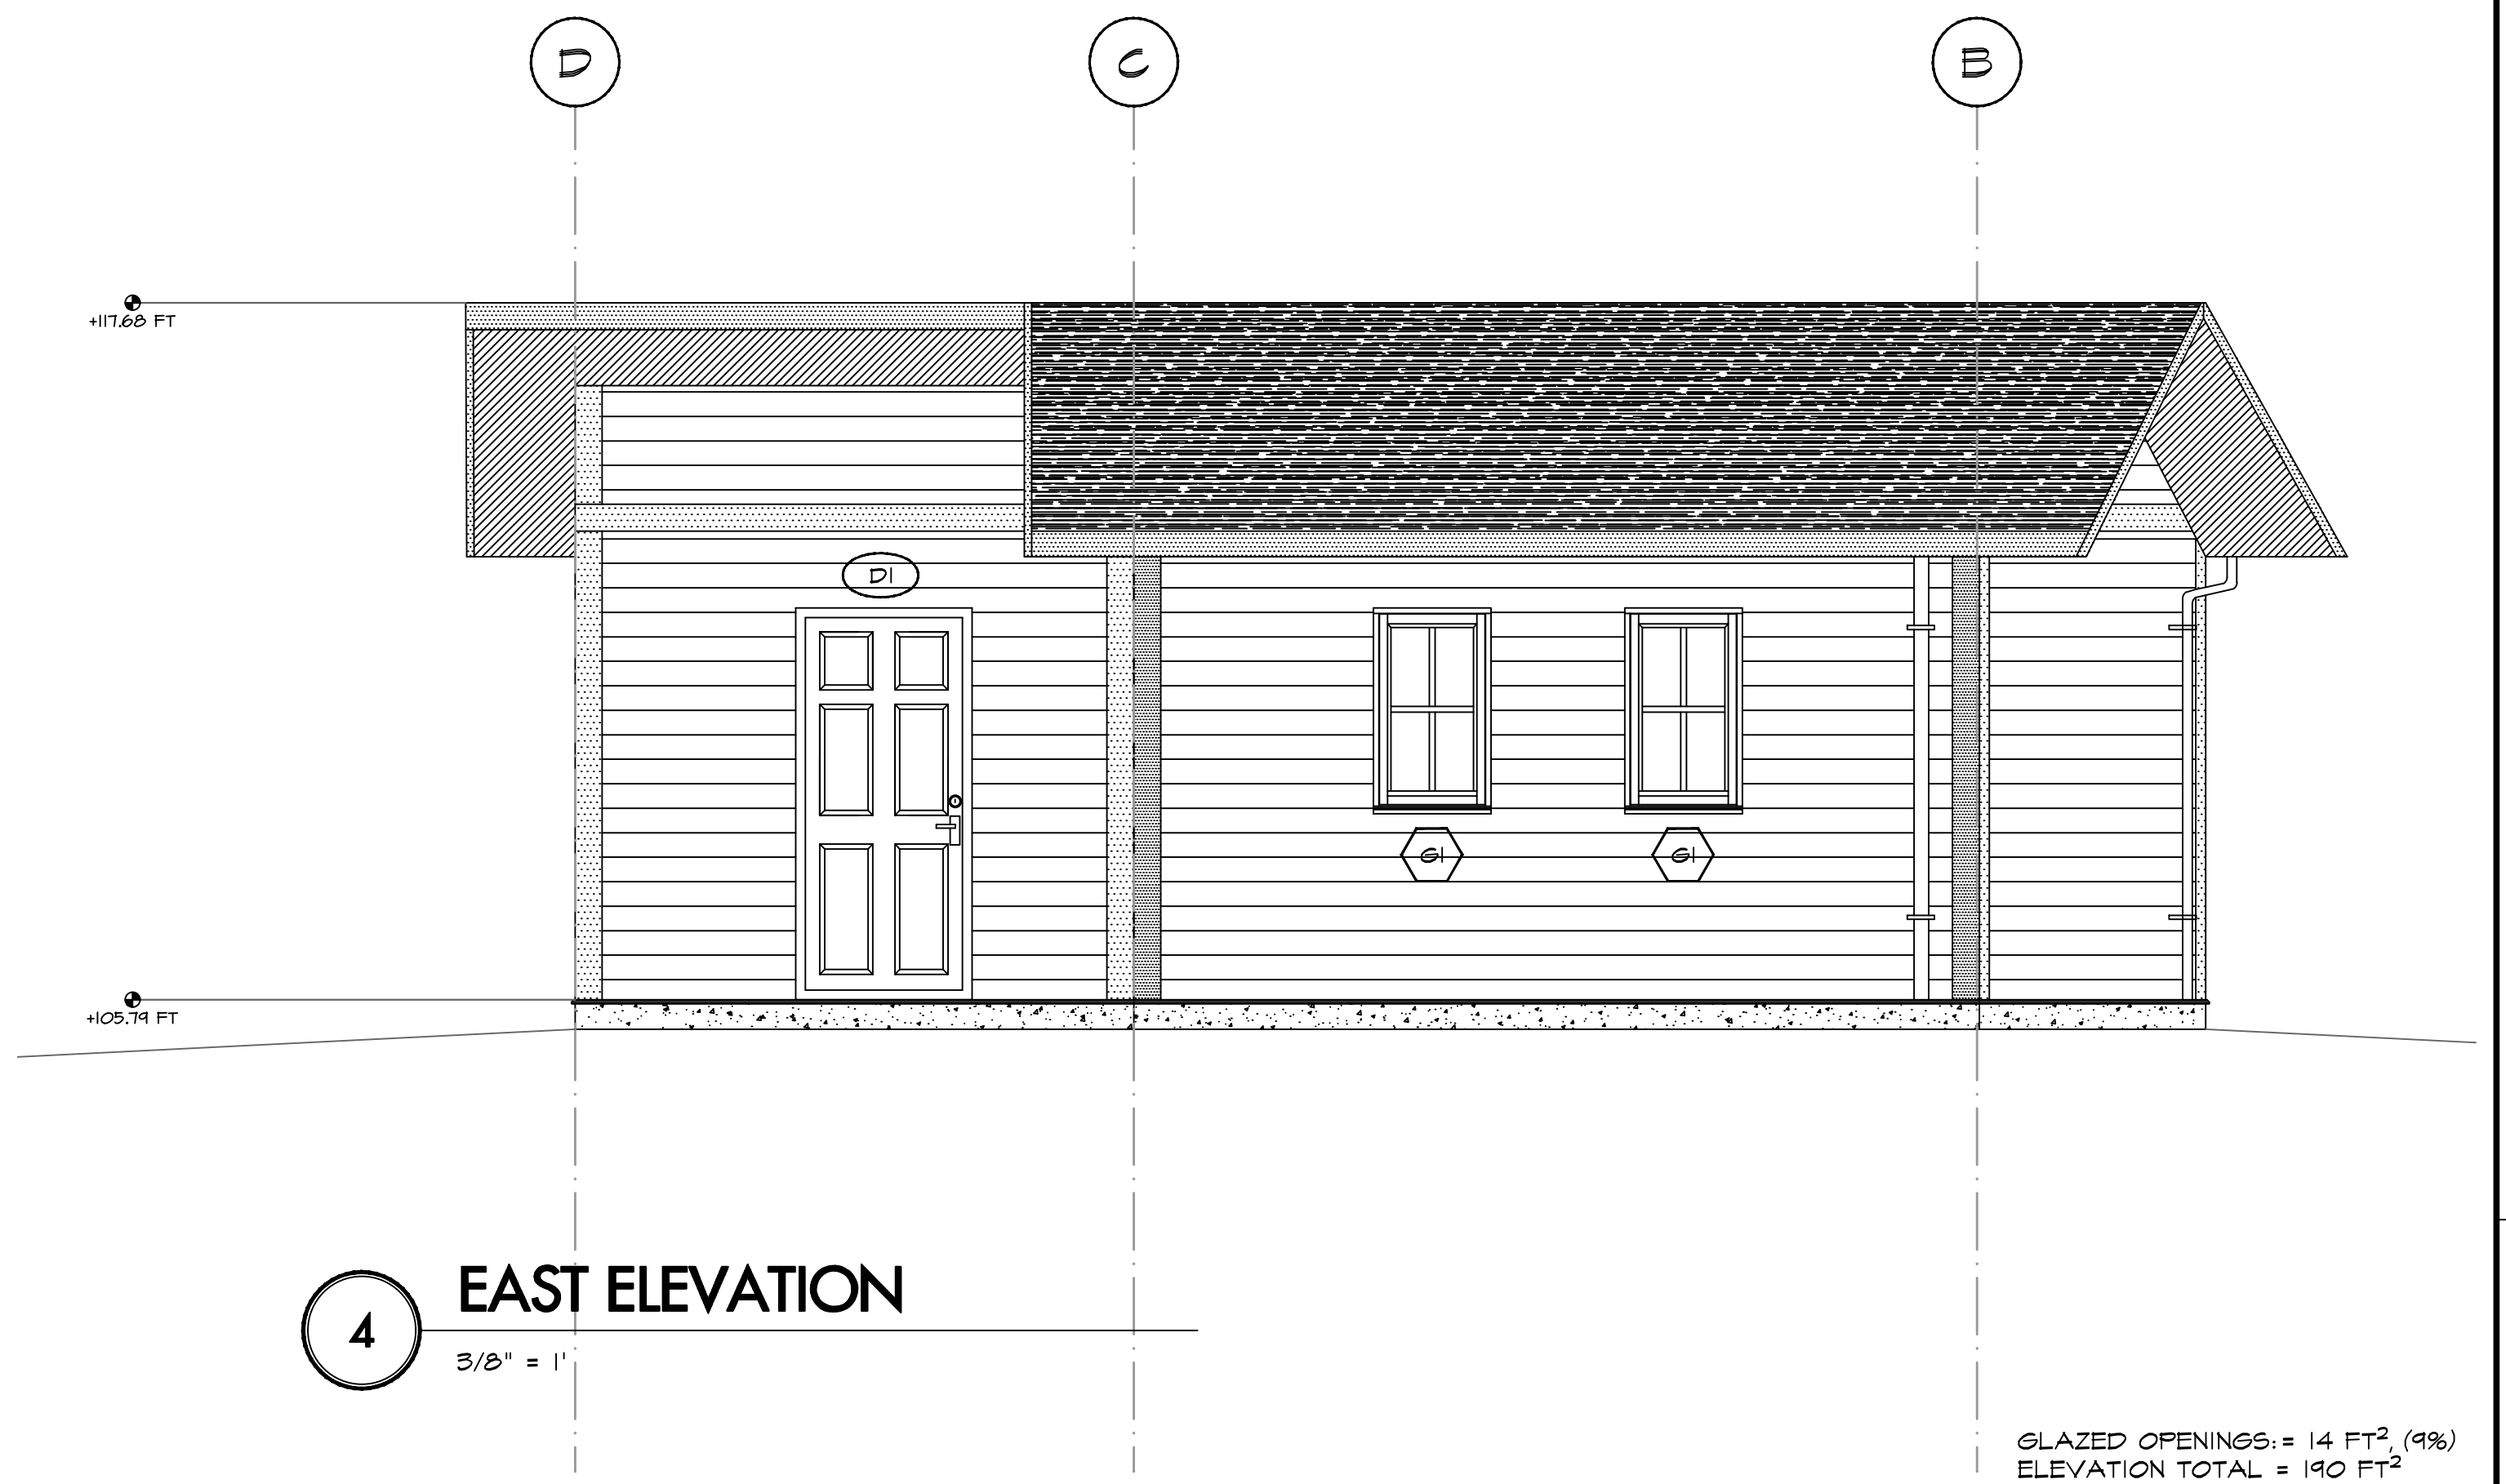 D C B
+117.68 FT
D1
G1 G1
+105.79 FT
EAST ELEVATION
4
3/8" = 1'
GLAZED OPENINGS: = 14 FT², (9%)
ELEVATION TOTAL = 190 FT²